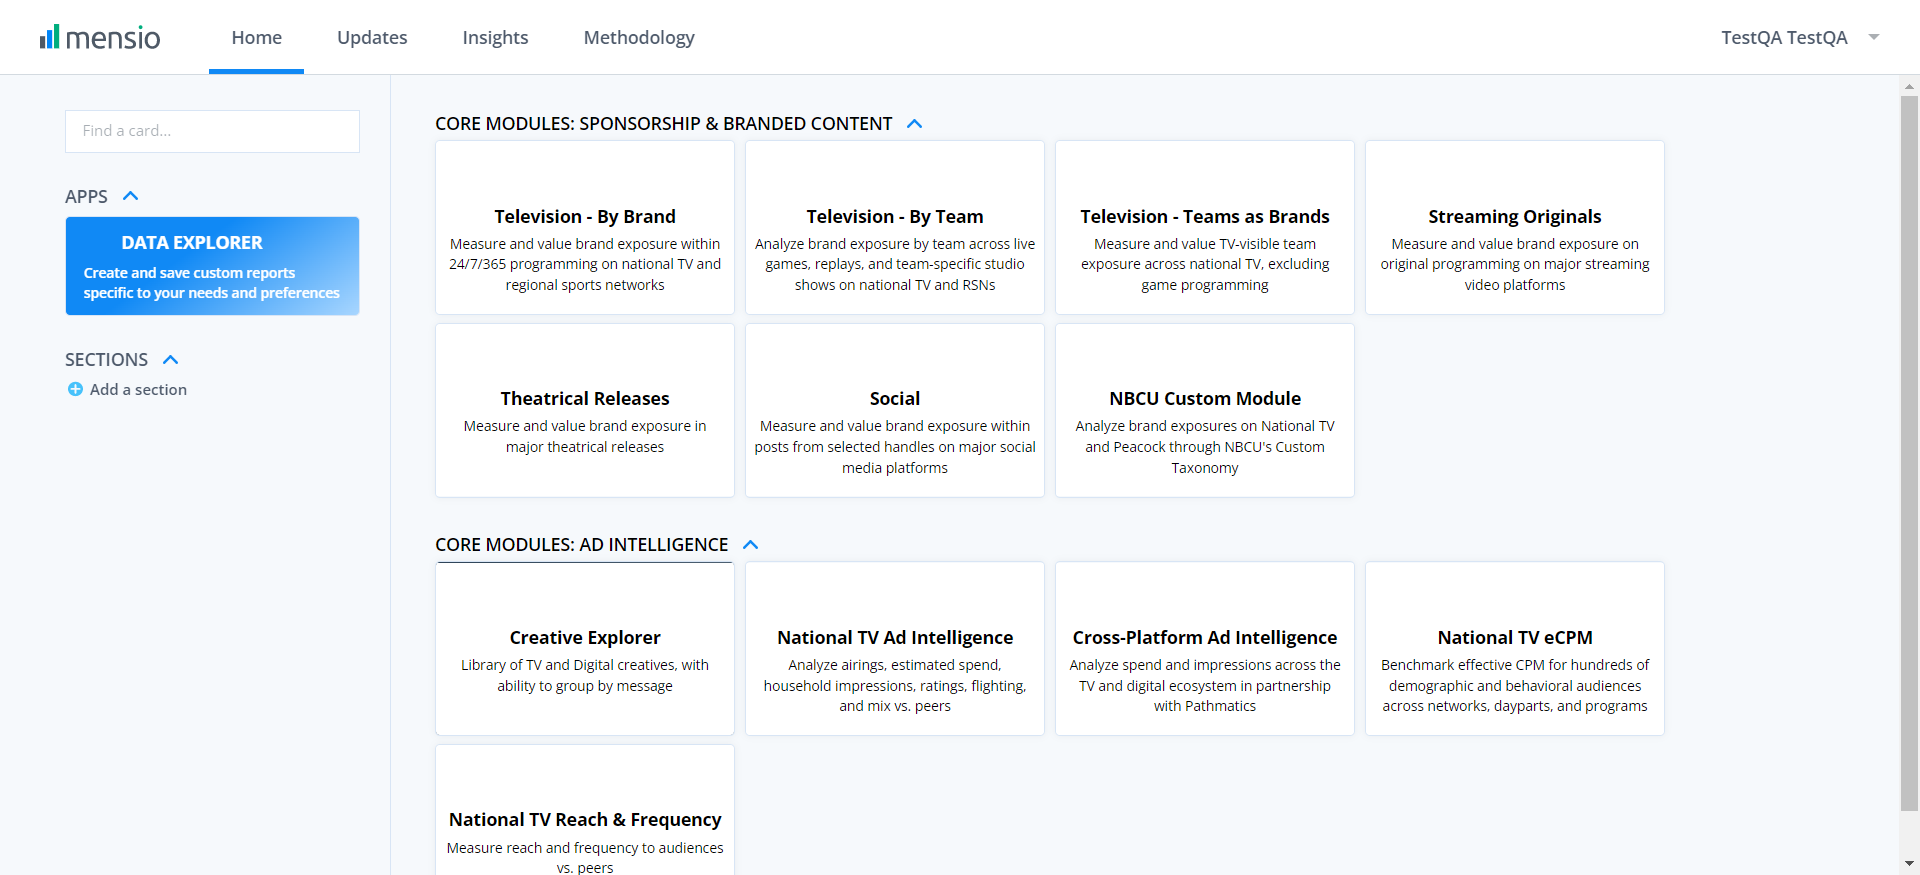 mensio
Home
Updates
Insights
Methodology
TestQA TestQA
Find a card...
APPS
DATA EXPLORER
Create and save custom reports
specific to your needs and preferences
SECTIONS
Add a section
CORE MODULES: SPONSORSHIP & BRANDED CONTENT
Television - By Brand
Measure and value brand exposure within
24/7/365 programming on national TV and
regional sports networks
Television - By Team
Analyze brand exposure by team across live
games, replays, and team-specific studio
shows on national TV and RSNs
Television - Teams as Brands
Measure and value TV-visible team
exposure across national TV, excluding
game programming
Streaming Originals
Measure and value brand exposure on
original programming on major streaming
video platforms
Theatrical Releases
Measure and value brand exposure in
major theatrical releases
Social
Measure and value brand exposure within
posts from selected handles on major social
media platforms
NBCU Custom Module
Analyze brand exposures on National TV
and Peacock through NBCU's Custom
Taxonomy
CORE MODULES: AD INTELLIGENCE
Creative Explorer
Library of TV and Digital creatives, with
ability to group by message
National TV Ad Intelligence
Analyze airings, estimated spend,
household impressions, ratings, flighting,
and mix vs. peers
Cross-Platform Ad Intelligence
Analyze spend and impressions across the
TV and digital ecosystem in partnership
with Pathmatics
National TV eCPM
Benchmark effective CPM for hundreds of
demographic and behavioral audiences
across networks, dayparts, and programs
National TV Reach & Frequency
Measure reach and frequency to audiences
vs. peers